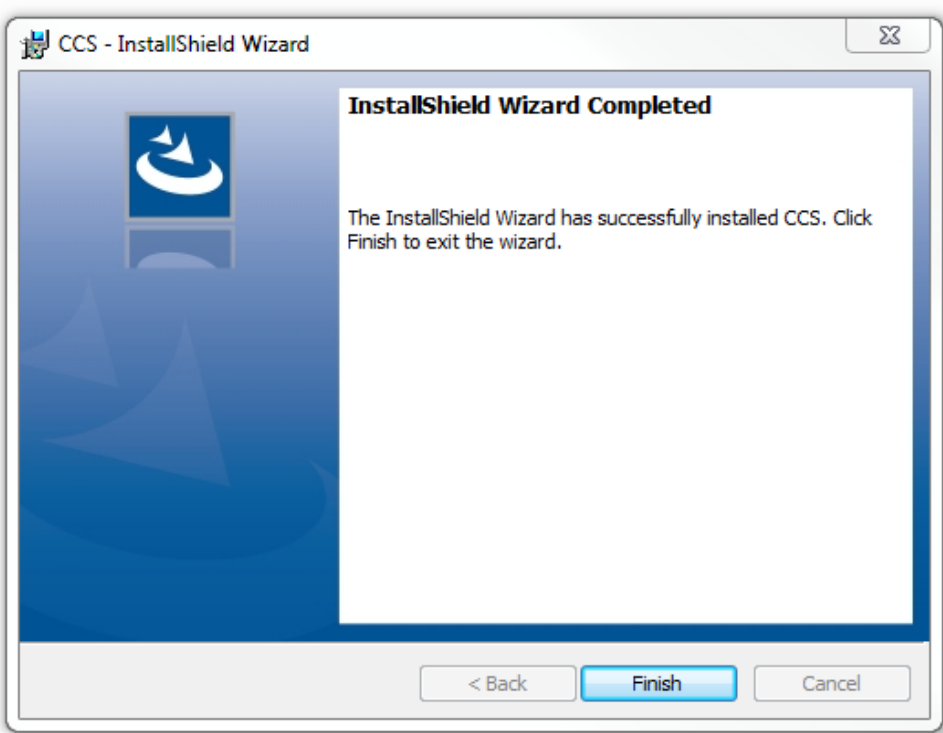 CCS - InstallShield Wizard
InstallShield Wizard Completed
The InstallShield Wizard has successfully installed CCS. Click
Finish to exit the wizard.
< Back
Finish
Cancel